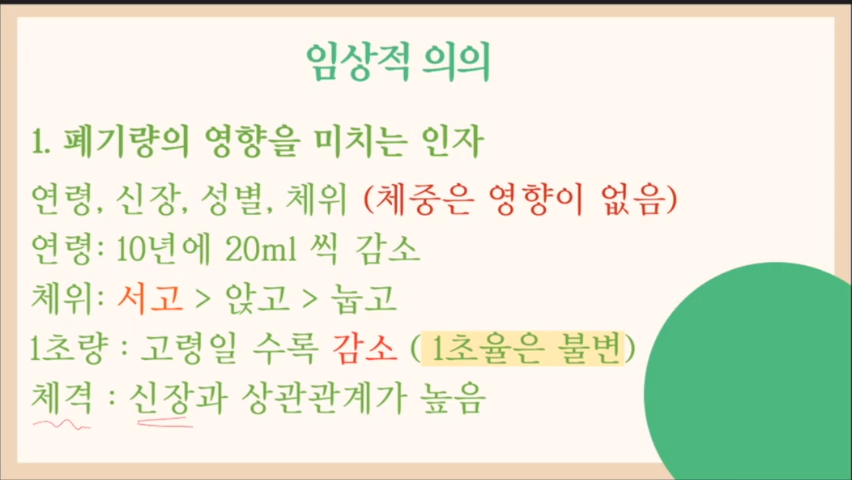 임상적 의의
1. 폐기량의 영향을 미치는 인자
연령, 신장, 성별, 체위 (체중은 영향이 없음)
연령: 10년에 20ml 씩 감소
체위: 서고 > 앉고 > 눕고
1초량 : 고령일 수록 감소 ( 1초율은 불변)
체격 : 신장과 상관관계가 높음